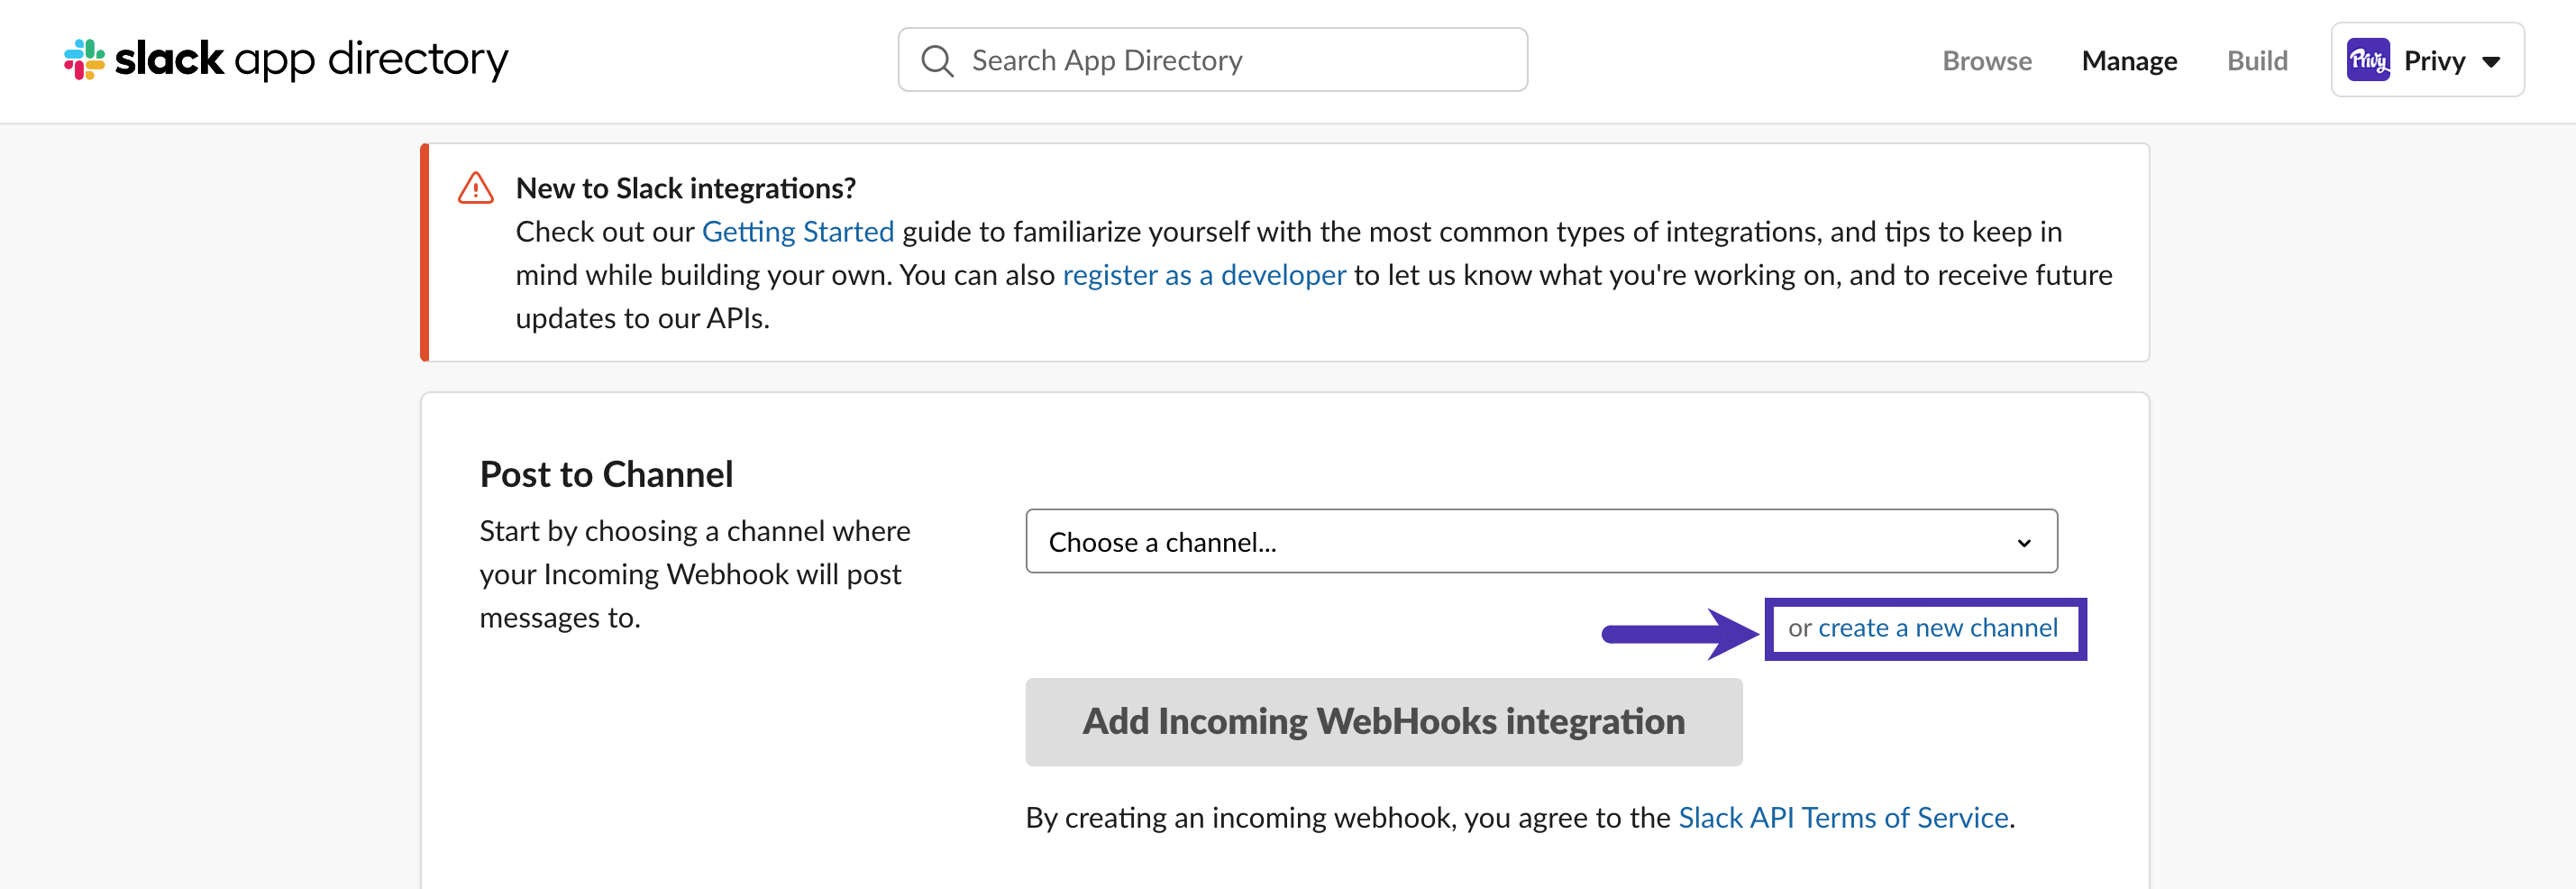 slack app directory
Search App Directory
Browse
Manage
Build
Privy
Privy
New to Slack integrations?
Check out our Getting Started guide to familiarize yourself with the most common types of integrations, and tips to keep in
mind while building your own. You can also register as a developer to let us know what you're working on, and to receive future
updates to our APIs.
Post to Channel
Start by choosing a channel where
your Incoming Webhook will post
messages to.
Choose a channel...
or create a new channel
Add Incoming WebHooks integration
By creating an incoming webhook, you agree to the Slack API Terms of Service.